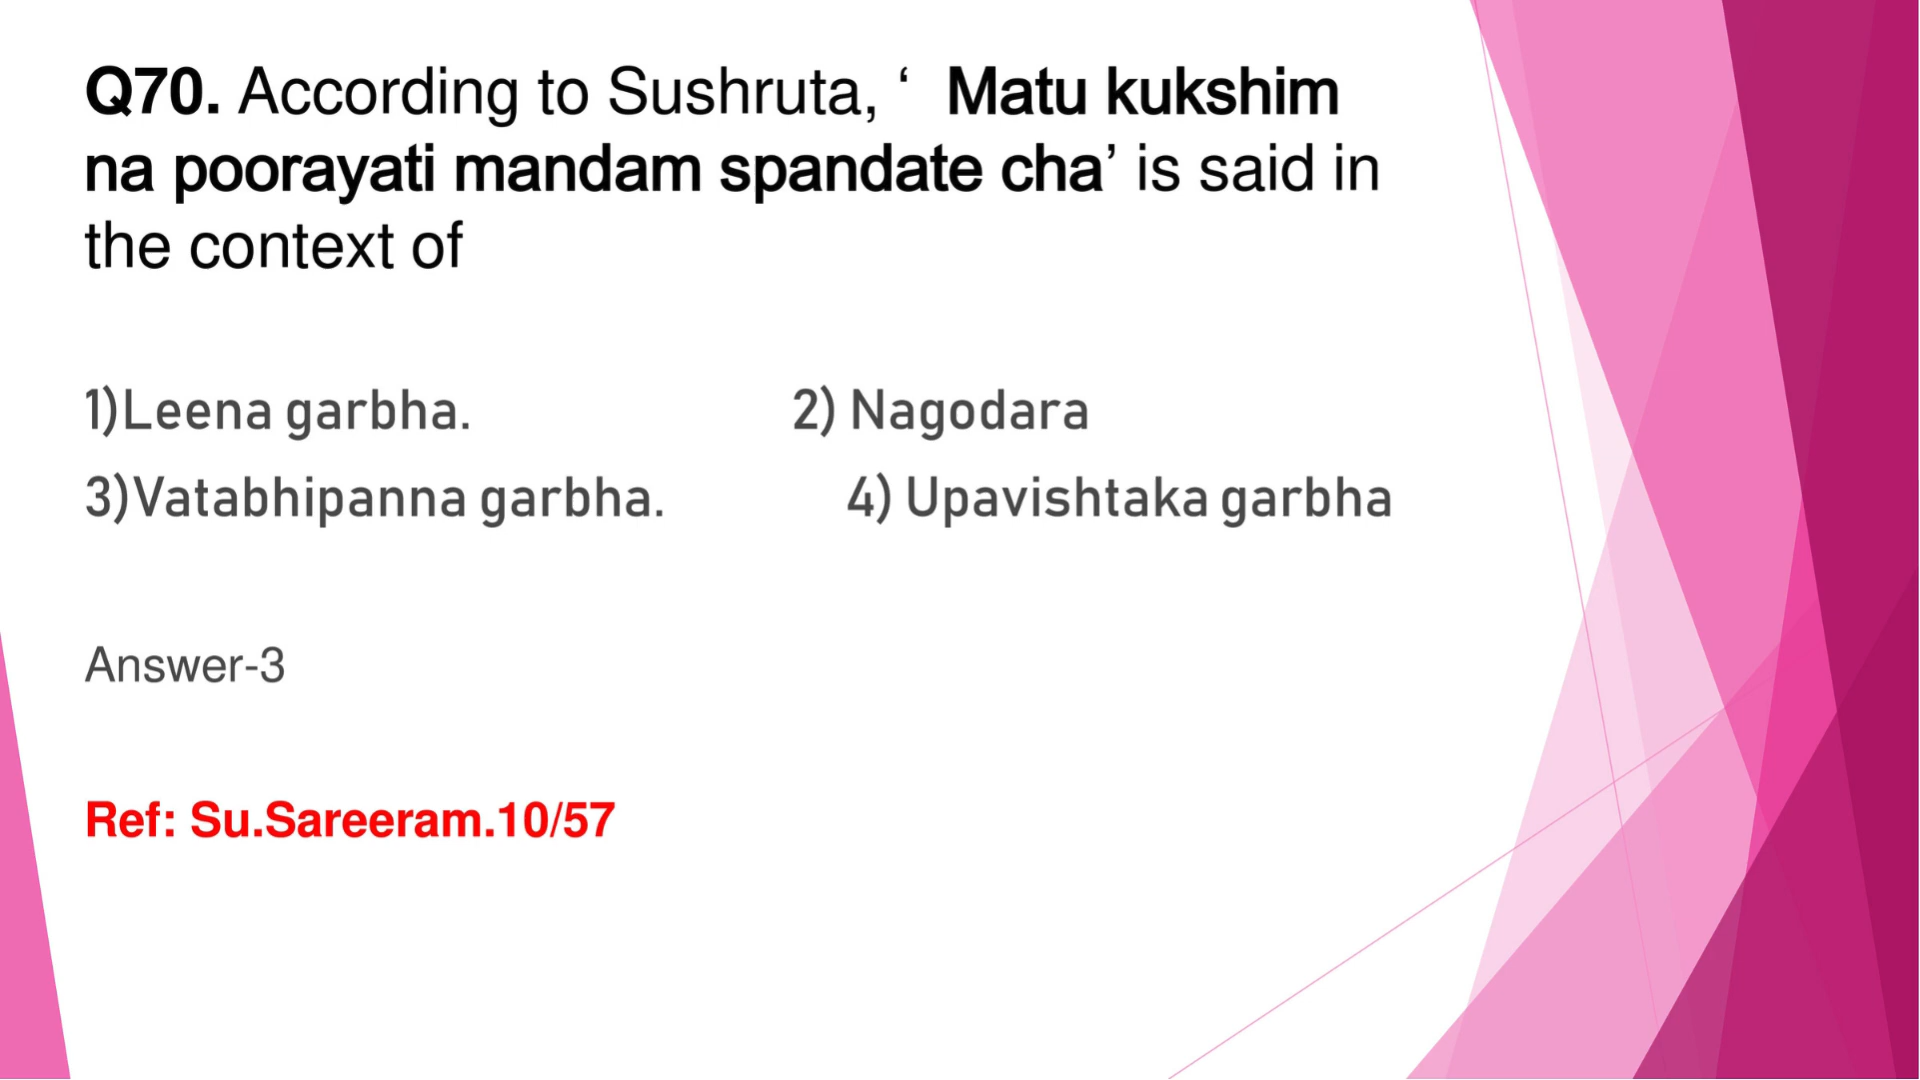 Q70. According to Sushruta, ‘ Matu kukshim
na poorayati mandam spandate cha’ is said in
the context of
1)Leena garbha. 2) Nagodara
3)Vatabhipanna garbha. 4) Upavishtaka garbha
Answer-3
Ref: Su.Sareeram.10/57